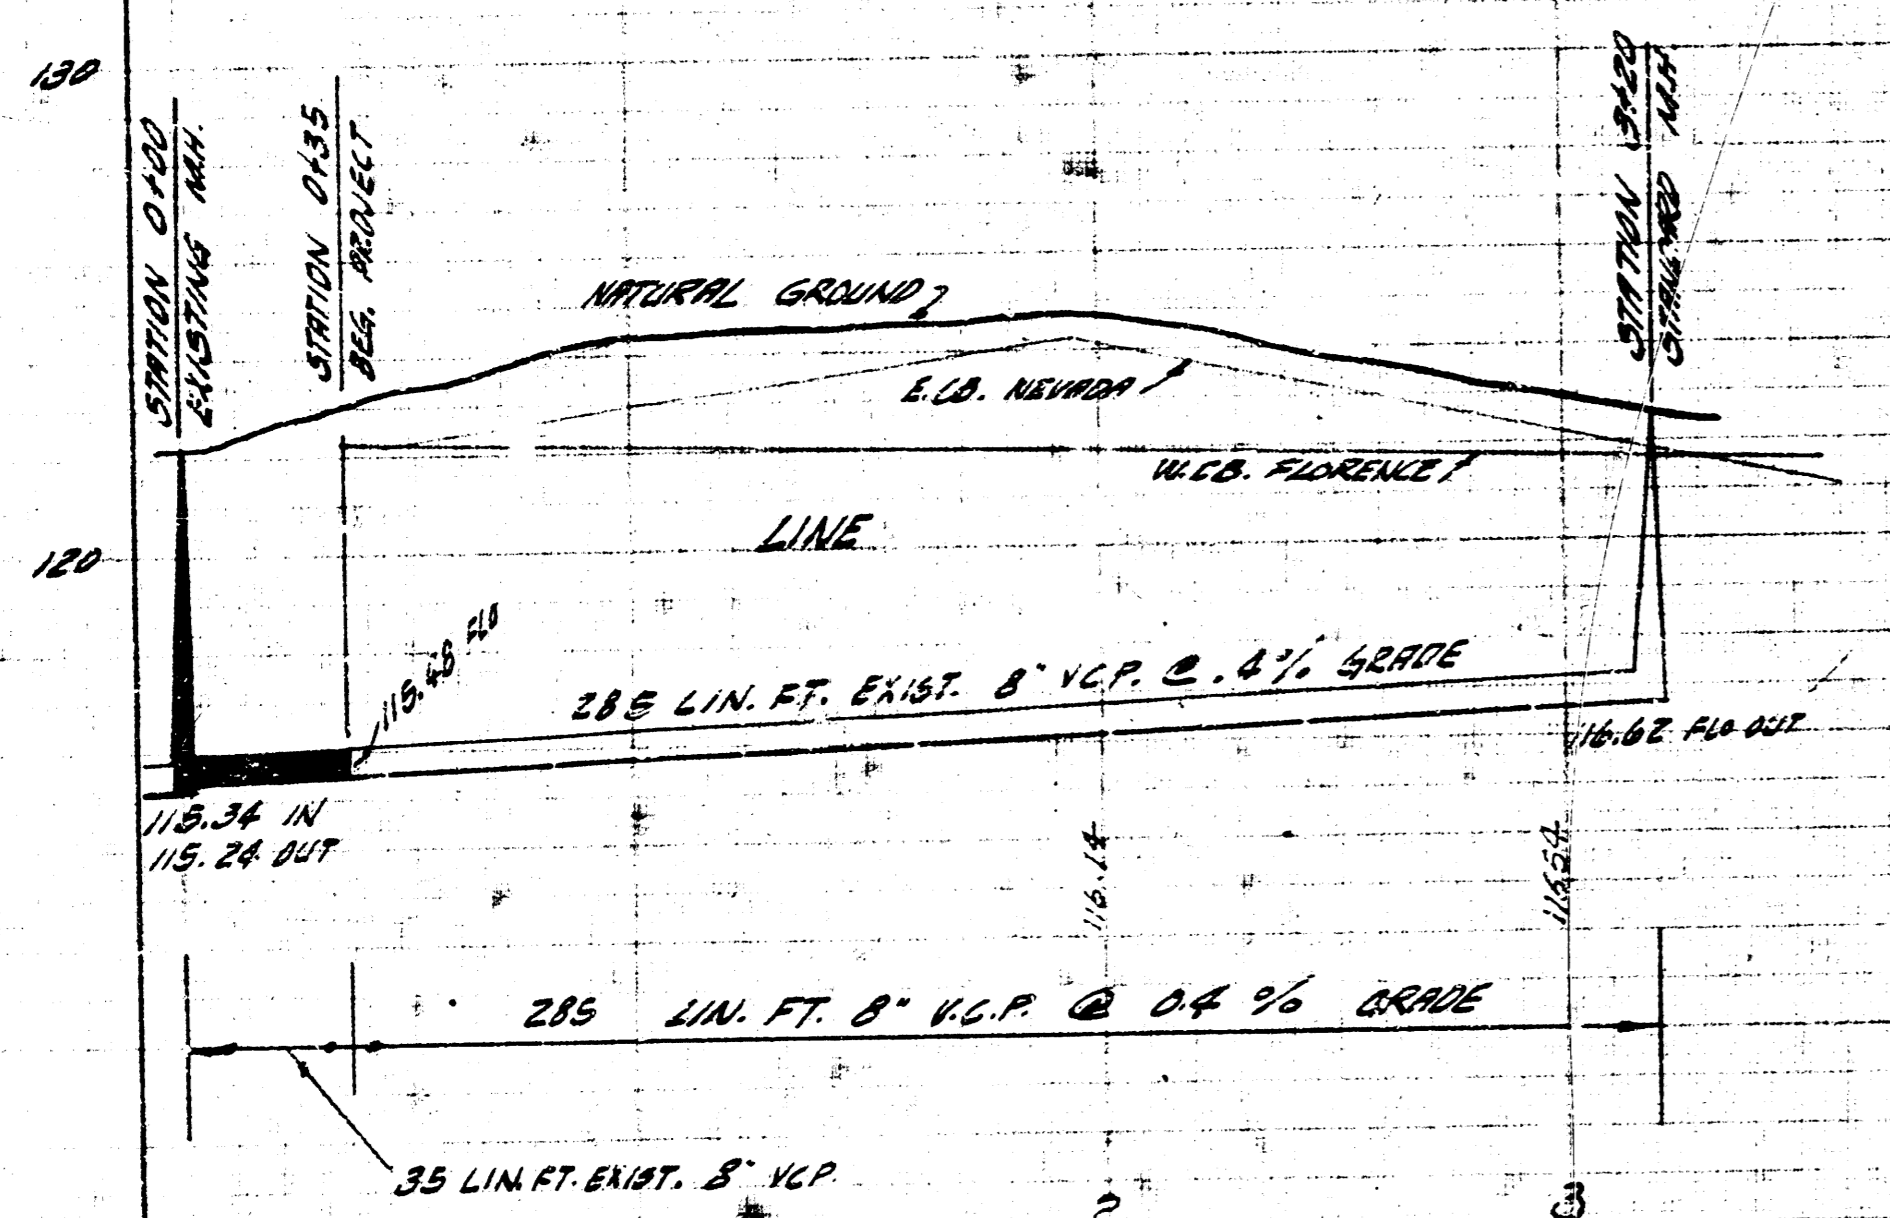 130
STATION 0+00
EXISTING M.H.
STATION 0+35
BEG. PROJECT
STATION 3+20
STANDARD M.H
NATURAL GROUND
E.CB. NEVADA
W.CB. FLORENCE
LINE
120
115.48 FLO
285 LIN. FT. EXIST. 8" VCP. @ .4% GRADE
116.62 FLO OUT
115.34 IN
115.24 OUT
116.14
116.54
285 LIN. FT. 8" V.C.P. @ 0.4 % GRADE
35 LIN. FT. EXIST. 8" VCP.
2
3